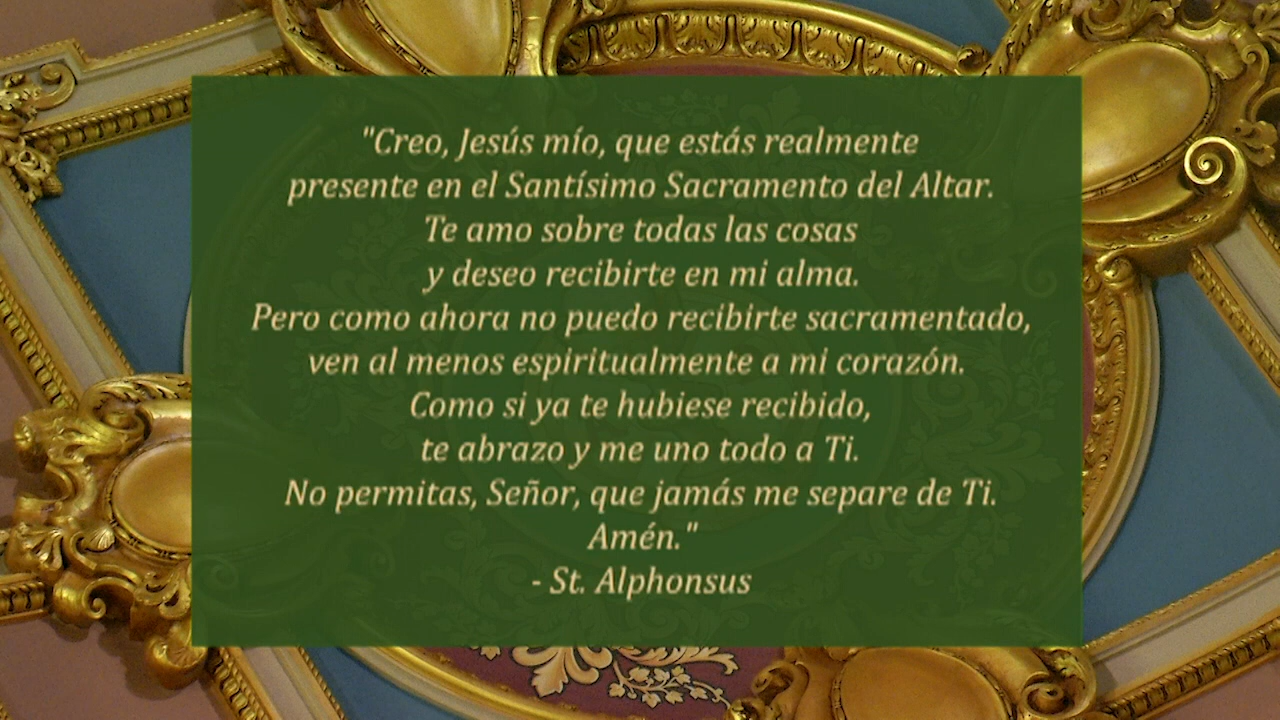 "Creo, Jesús mío, que estás realmente
presente en el Santísimo Sacramento del Altar.
Te amo sobre todas las cosas
y deseo recibirte en mi alma.
Pero como ahora no puedo recibirte sacramentado,
ven al menos espiritualmente a mi corazón.
Como si ya te hubiese recibido,
te abrazo y me uno todo a Ti.
No permitas, Señor, que jamás me separe de Ti.
Amén."
- St. Alphonsus